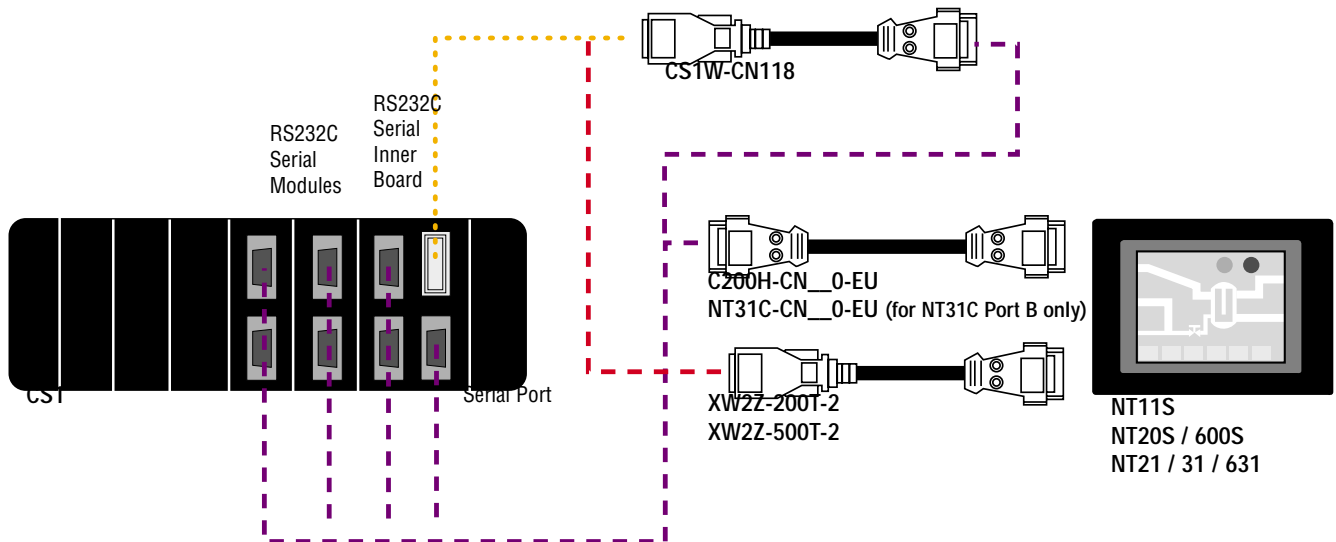 CS1W-CN118
RS232C
Serial
Inner
Board
RS232C
Serial
Modules
C200H-CN__0-EU
NT31C-CN__0-EU (for NT31C Port B only)
CS1
Serial Port
XW2Z-200T-2
XW2Z-500T-2
NT11S
NT20S / 600S
NT21 / 31 / 631